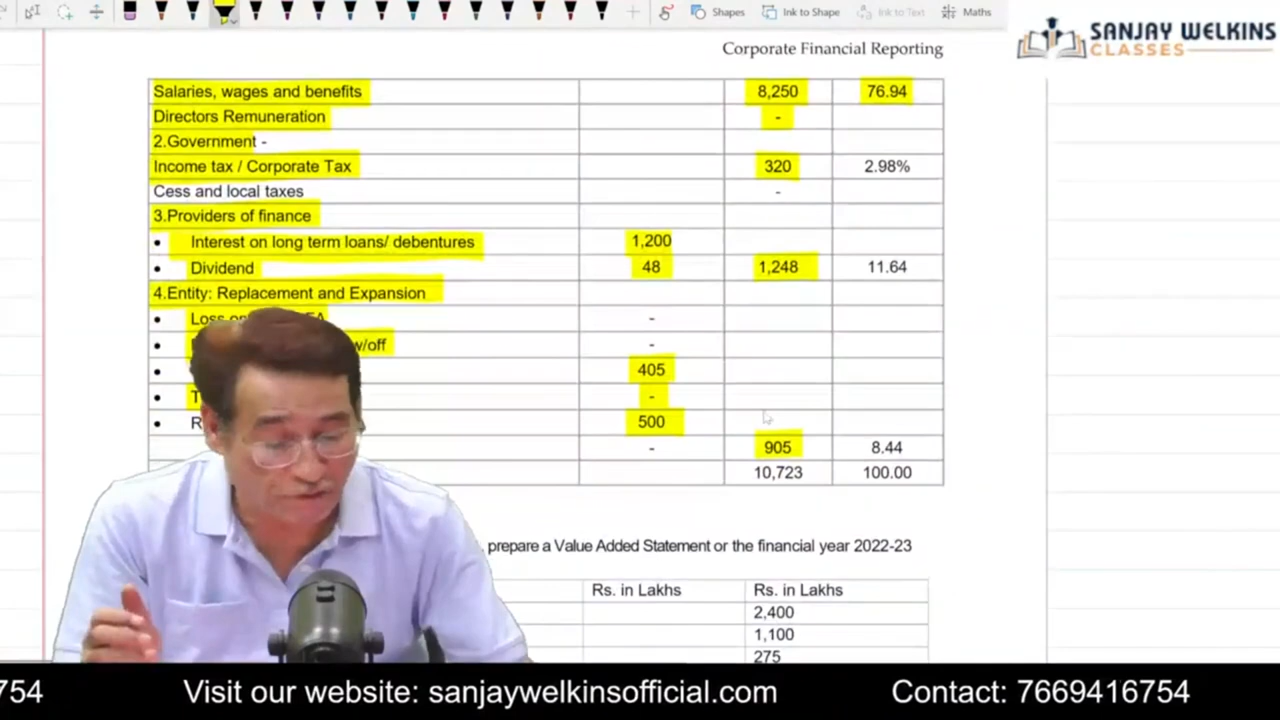 Shapes Ink to Shape Ink to Text Maths
SANJAY WELKINS
CLASSES
Corporate Financial Reporting
Salaries, wages and benefits 8,250 76.94
Directors Remuneration -
2.Government -
Income tax / Corporate Tax 320 2.98%
Cess and local taxes -
3.Providers of finance
• Interest on long term loans/ debentures 1,200
• Dividend 48 1,248 11.64
4.Entity: Replacement and Expansion
• Loss on -
• w/off -
• 405
• -
• 500
- 905 8.44
10,723 100.00
prepare a Value Added Statement or the financial year 2022-23
Rs. in Lakhs Rs. in Lakhs
2,400
1,100
275
754 Visit our website: sanjaywelkinsofficial.com Contact: 7669416754